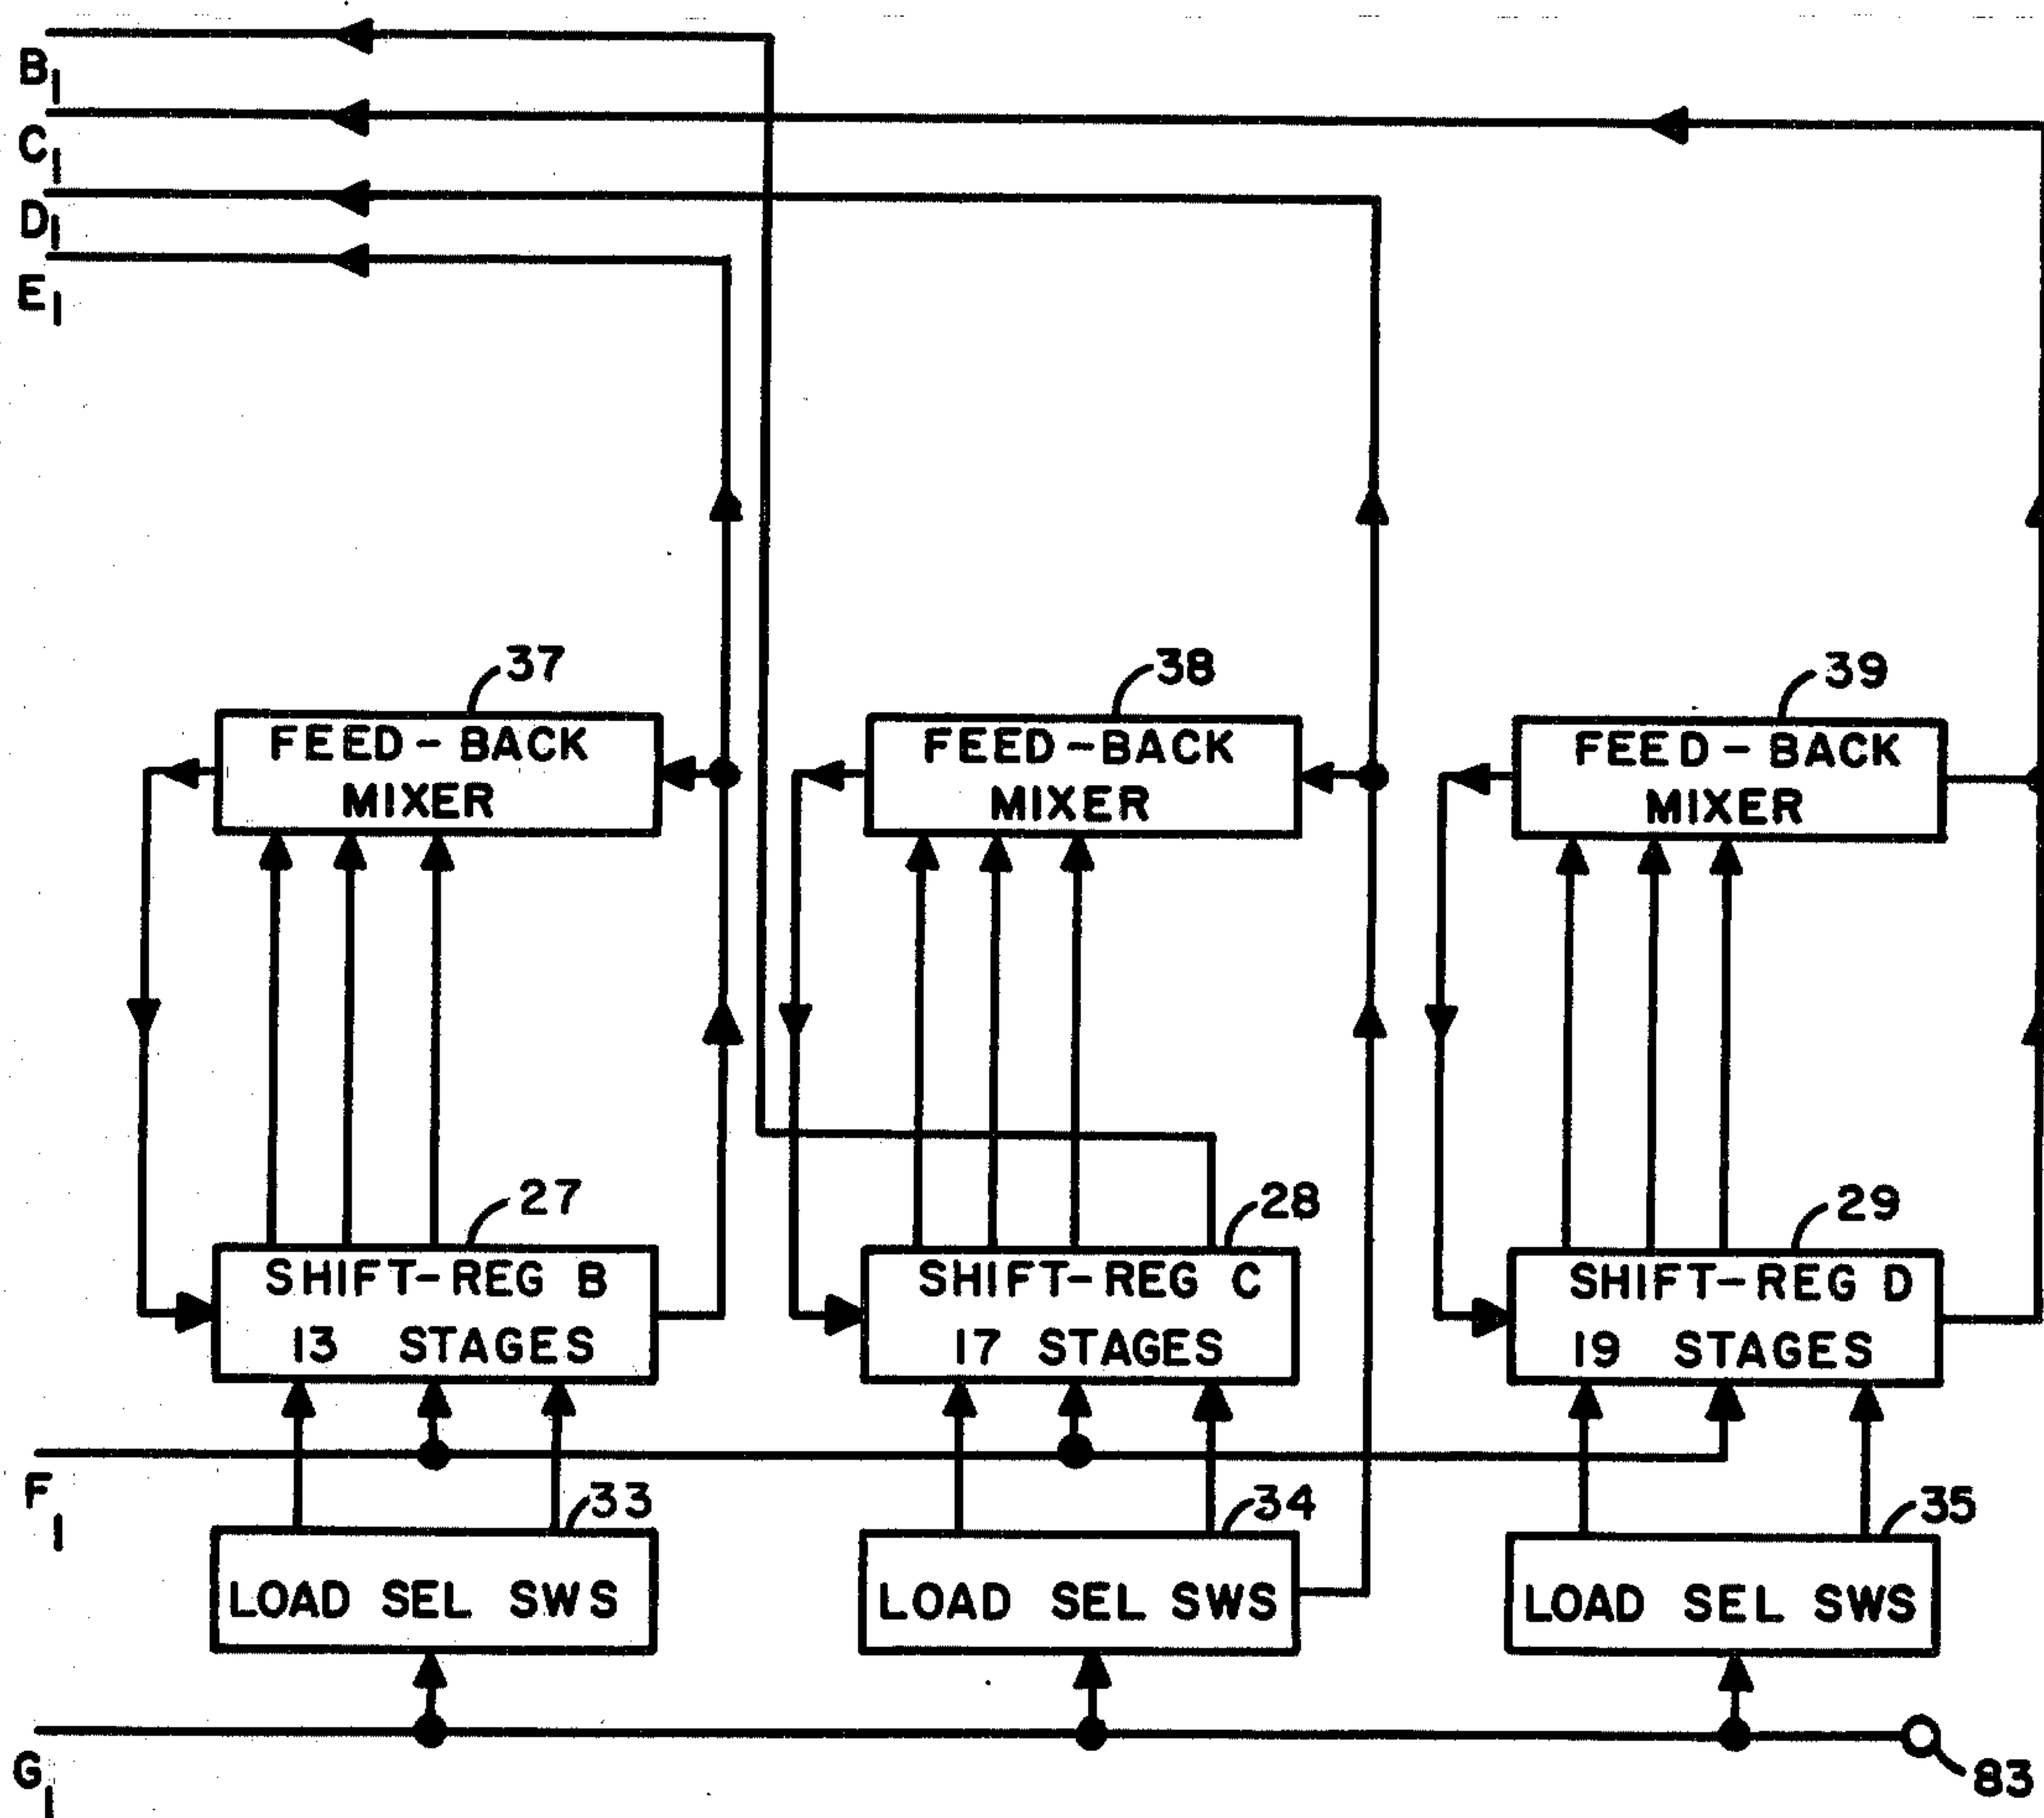 B1
C1
D1
E1
37
38
39
FEED-BACK
MIXER
FEED-BACK
MIXER
FEED-BACK
MIXER
27
28
29
SHIFT-REG B
13 STAGES
SHIFT-REG C
17 STAGES
SHIFT-REG D
19 STAGES
F1
33
34
35
LOAD SEL SWS
LOAD SEL SWS
LOAD SEL SWS
G1
83